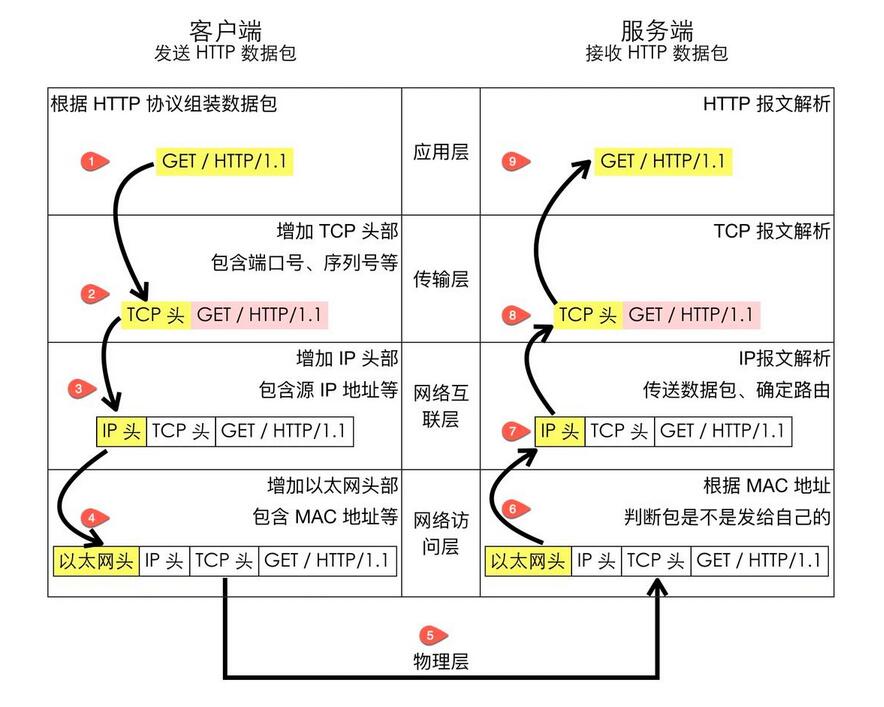 客户端
发送 HTTP 数据包
服务端
接收 HTTP 数据包
根据 HTTP 协议组装数据包
1
GET / HTTP/1.1
应用层
HTTP 报文解析
9
GET / HTTP/1.1
增加 TCP 头部
包含端口号、序列号等
2
TCP 头 GET / HTTP/1.1
传输层
TCP 报文解析
8
TCP 头 GET / HTTP/1.1
增加 IP 头部
包含源 IP 地址等
3
IP 头 TCP 头 GET / HTTP/1.1
网络互
联层
IP报文解析
传送数据包、确定路由
7
IP 头 TCP 头 GET / HTTP/1.1
增加以太网头部
包含 MAC 地址等
4
以太网头 IP 头 TCP 头 GET / HTTP/1.1
网络访
问层
根据 MAC 地址
判断包是不是发给自己的
6
以太网头 IP 头 TCP 头 GET / HTTP/1.1
5
物理层